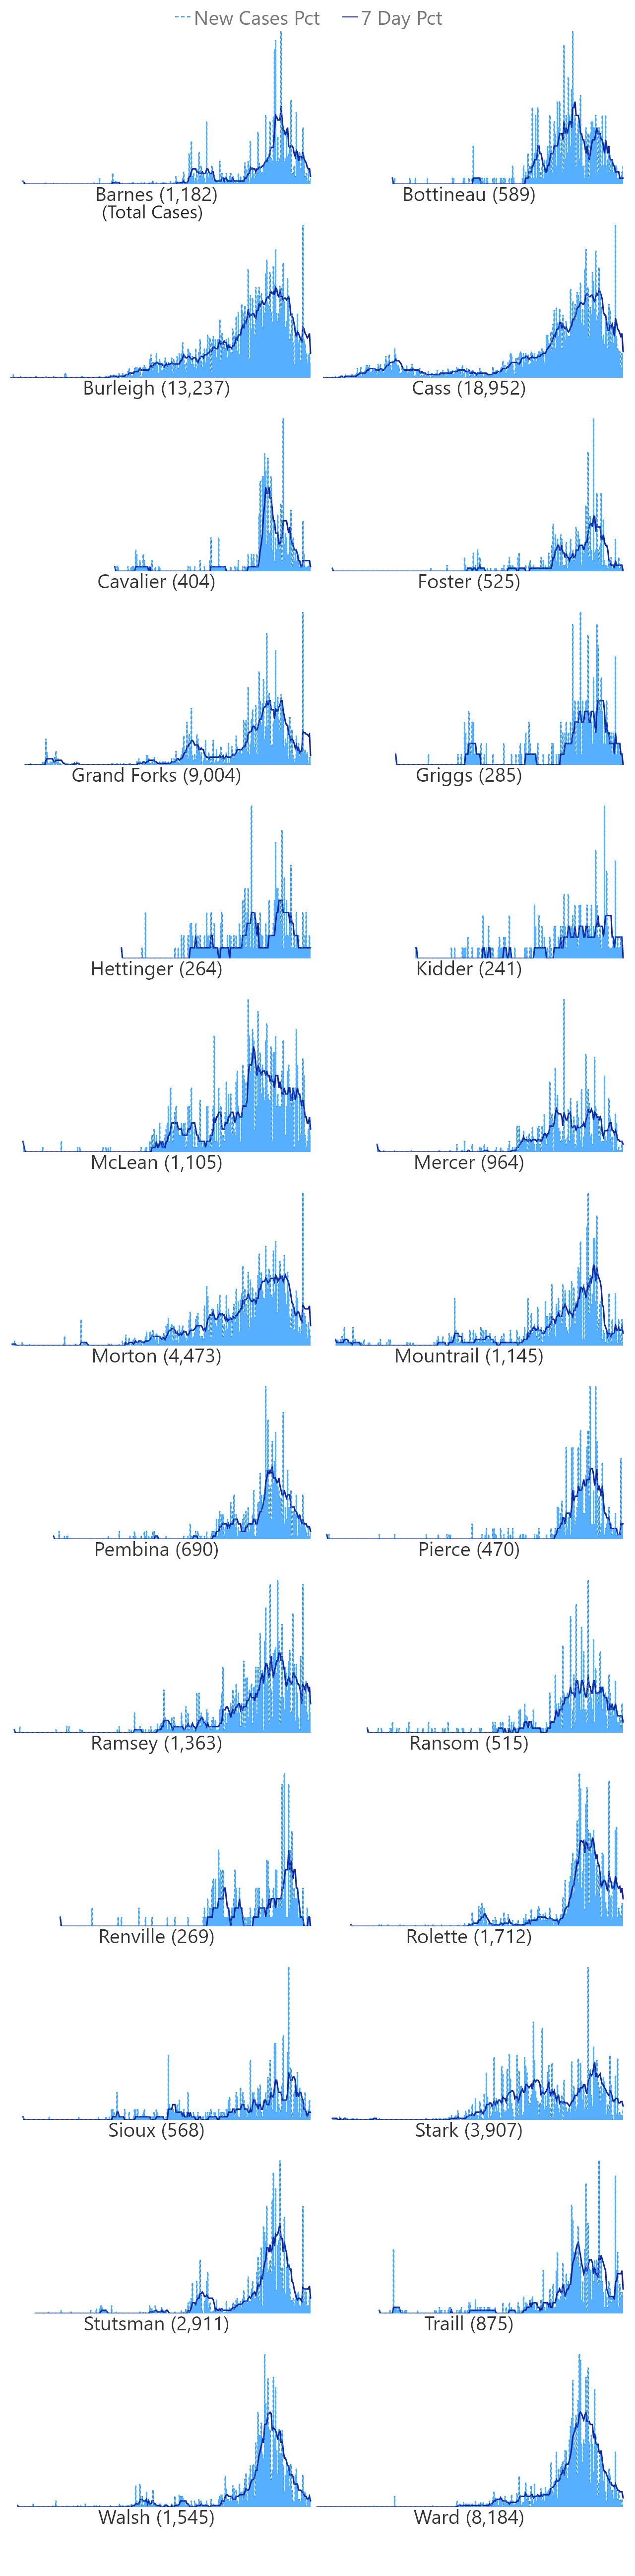 New Cases Pct 7 Day Pct
Barnes (1,182) Bottineau (589)
(Total Cases)
Burleigh (13,237) Cass (18,952)
Cavalier (404) Foster (525)
Grand Forks (9,004) Griggs (285)
Hettinger (264) Kidder (241)
McLean (1,105) Mercer (964)
Morton (4,473) Mountrail (1,145)
Pembina (690) Pierce (470)
Ramsey (1,363) Ransom (515)
Renville (269) Rolette (1,712)
Sioux (568) Stark (3,907)
Stutsman (2,911) Traill (875)
Walsh (1,545) Ward (8,184)